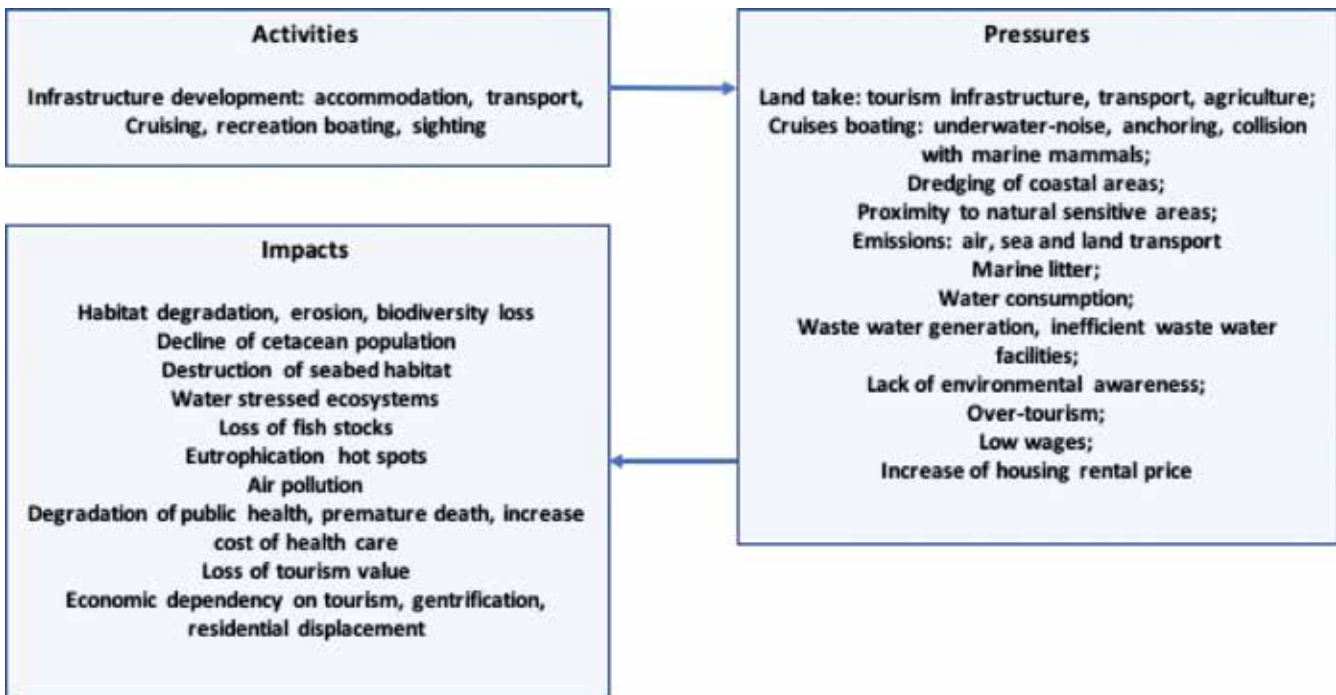 Activities
Infrastructure development: accommodation, transport,
Cruising, recreation boating, sighting
Pressures
Land take: tourism infrastructure, transport, agriculture;
Cruises boating: underwater-noise, anchoring, collision
with marine mammals;
Dredging of coastal areas;
Proximity to natural sensitive areas;
Emissions: air, sea and land transport
Marine litter;
Water consumption;
Waste water generation, inefficient waste water
facilities;
Lack of environmental awareness;
Over-tourism;
Low wages;
Increase of housing rental price
Impacts
Habitat degradation, erosion, biodiversity loss
Decline of cetacean population
Destruction of seabed habitat
Water stressed ecosystems
Loss of fish stocks
Eutrophication hot spots
Air pollution
Degradation of public health, premature death, increase
cost of health care
Loss of tourism value
Economic dependency on tourism, gentrification,
residential displacement